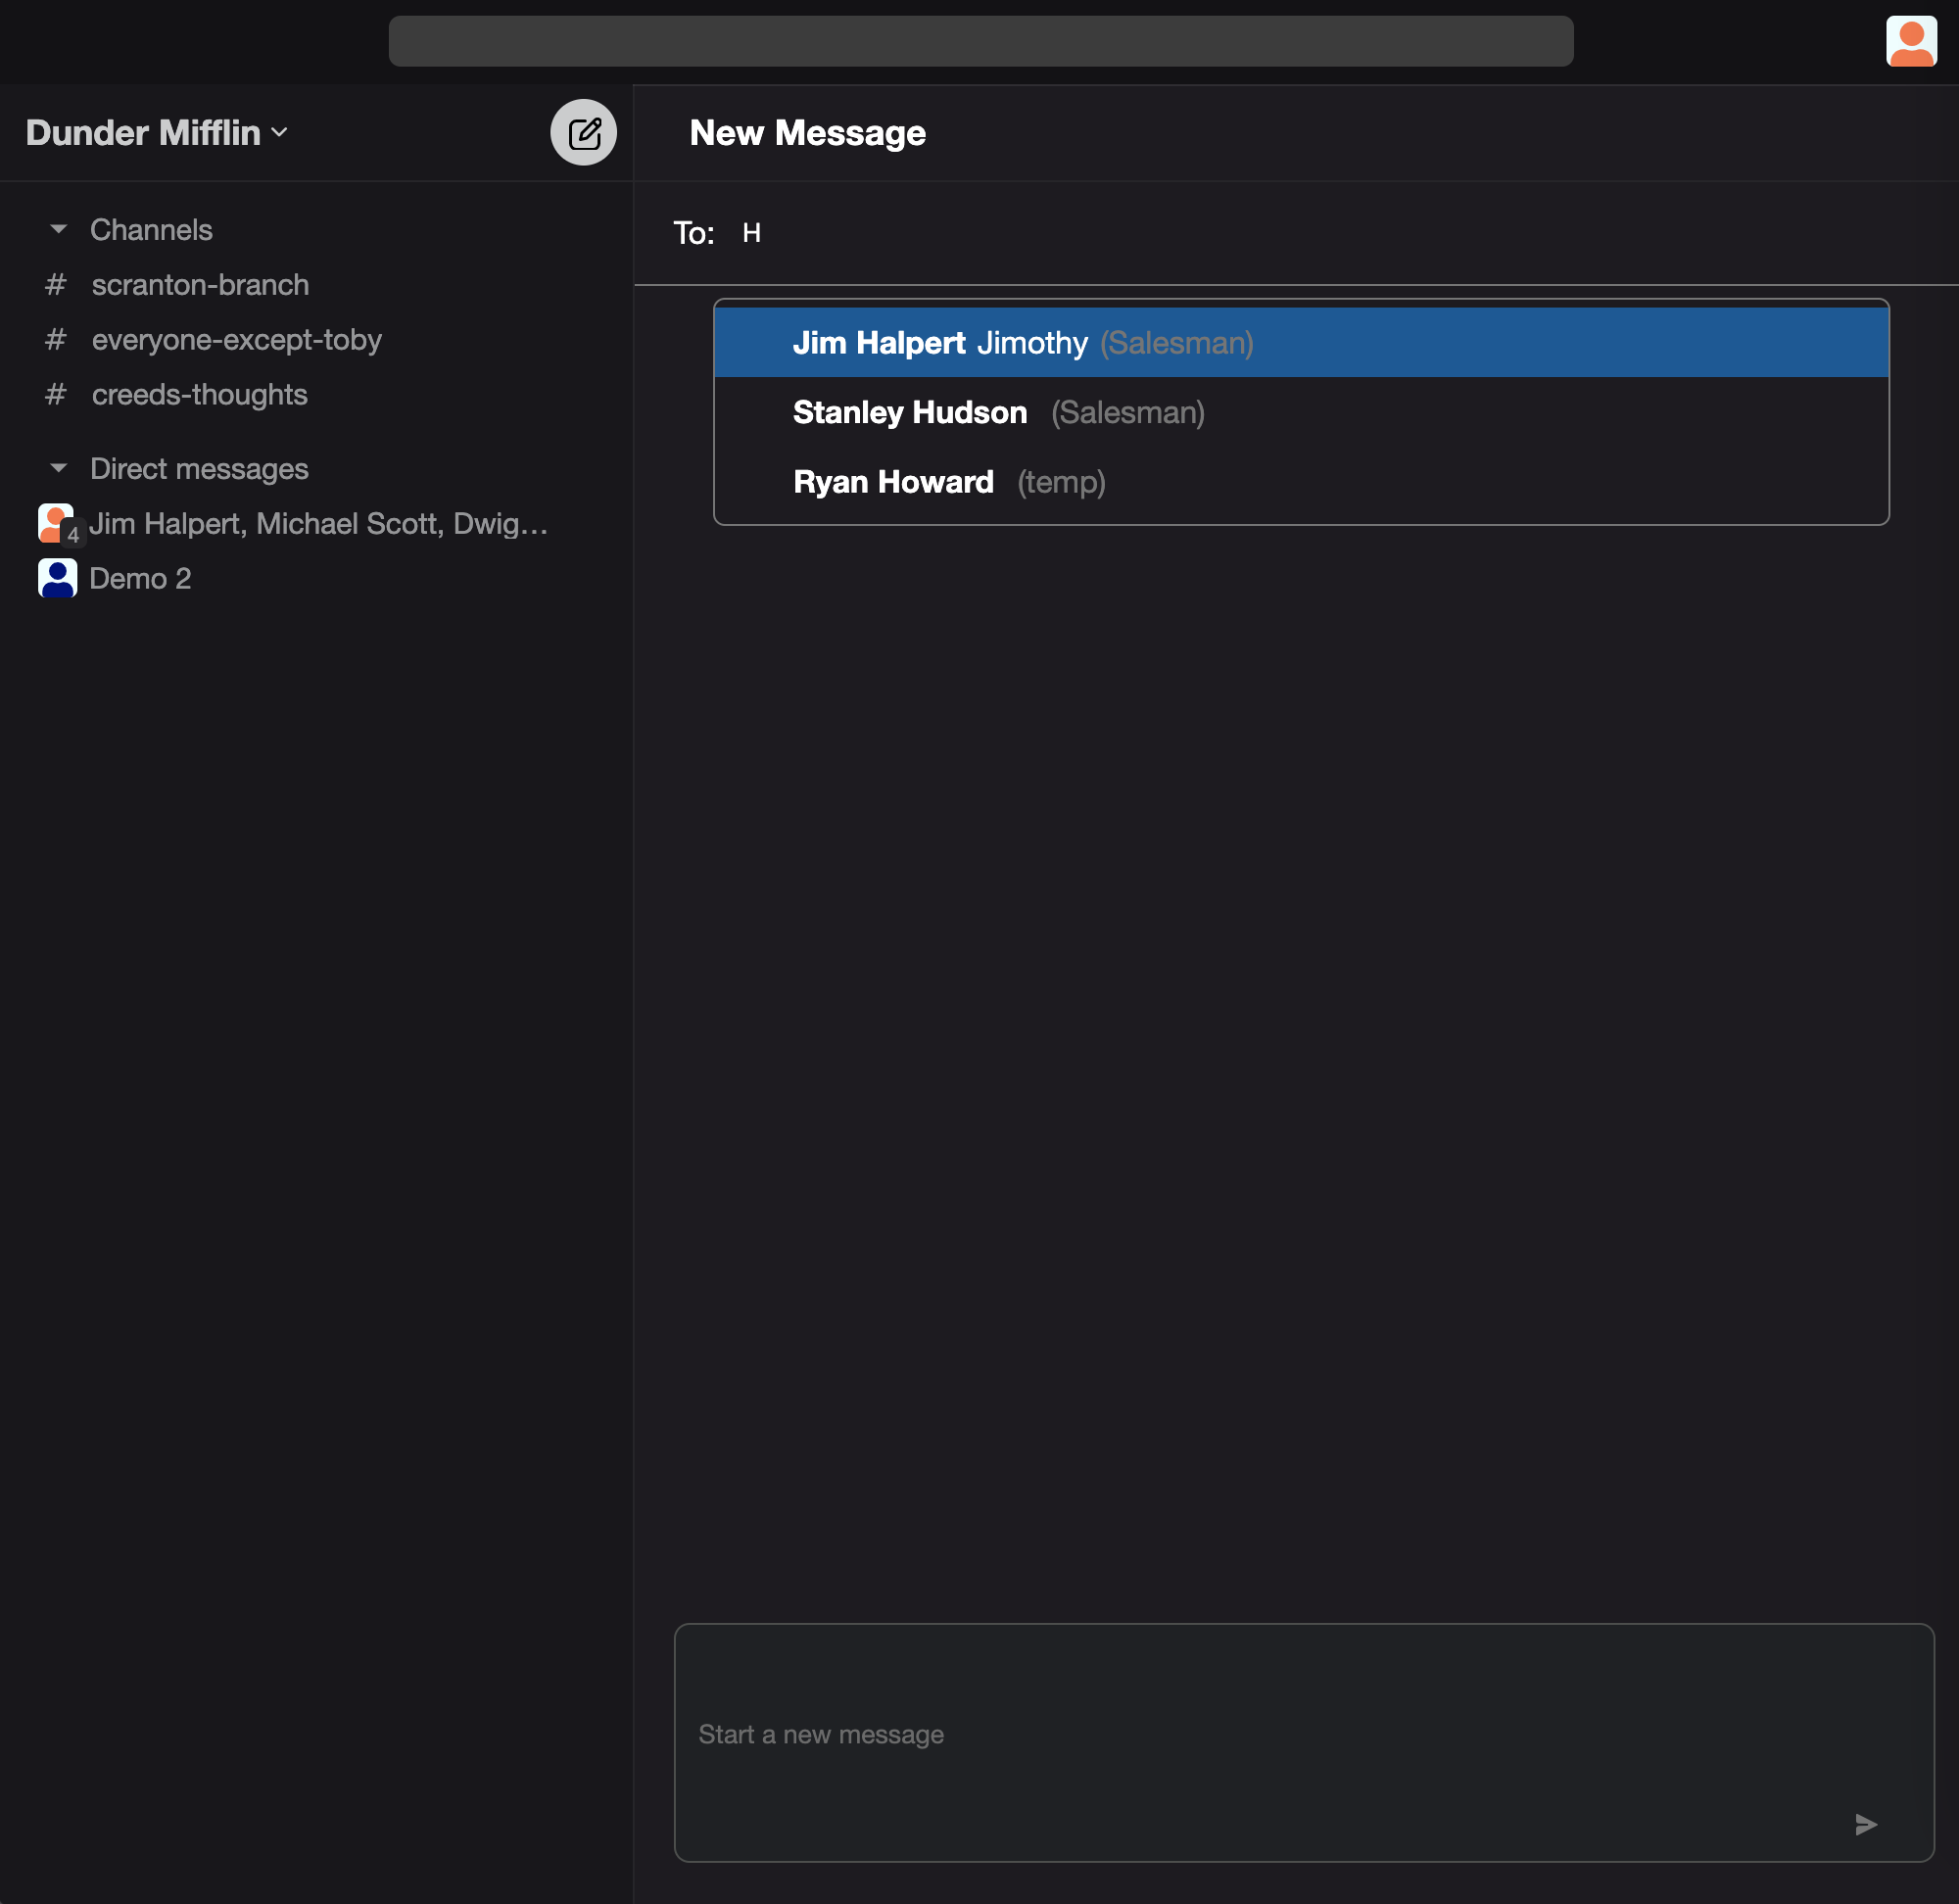 Dunder Mifflin
New Message
Channels
# scranton-branch
# everyone-except-toby
# creeds-thoughts
Direct messages
4 Jim Halpert, Michael Scott, Dwig...
Demo 2
To: H
Jim Halpert Jimothy (Salesman)
Stanley Hudson (Salesman)
Ryan Howard (temp)
Start a new message